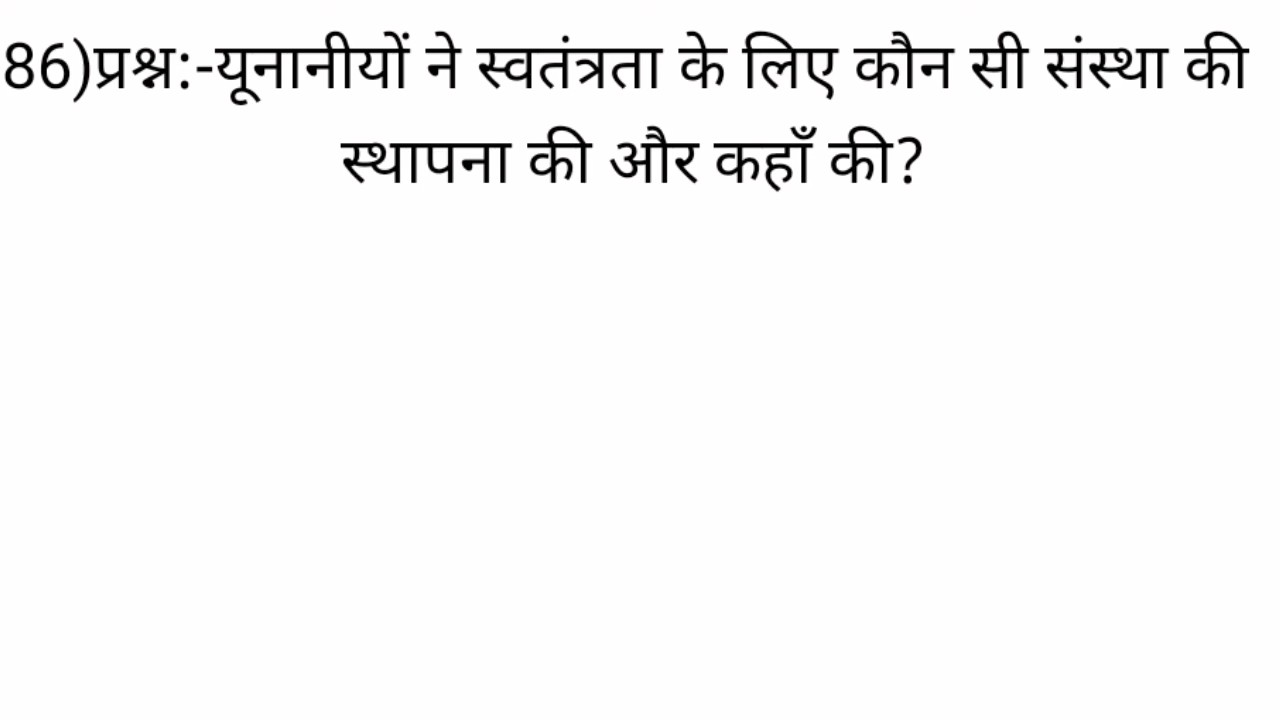 86)प्रश्न:-यूनानीयों ने स्वतंत्रता के लिए कौन सी संस्था की
स्थापना की और कहाँ की?